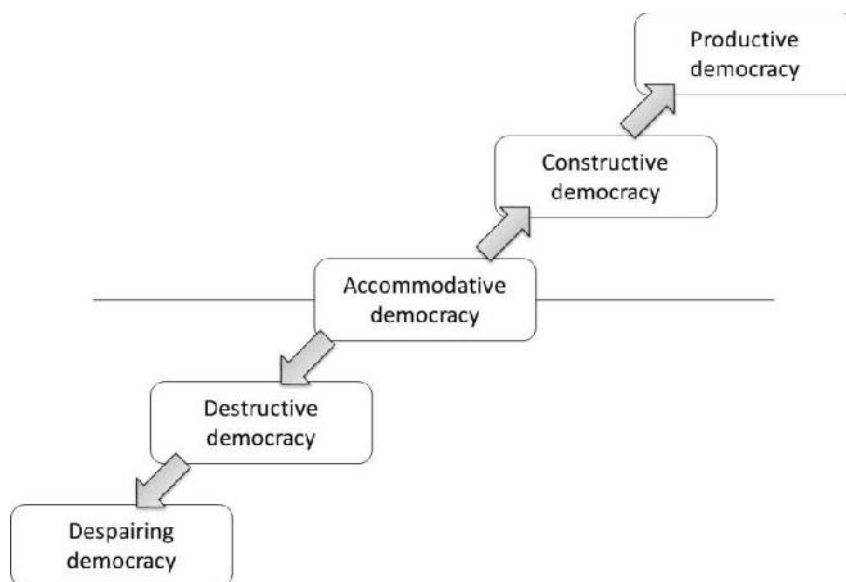 Productive
democracy
Constructive
democracy
Accommodative
democracy
Destructive
democracy
Despairing
democracy